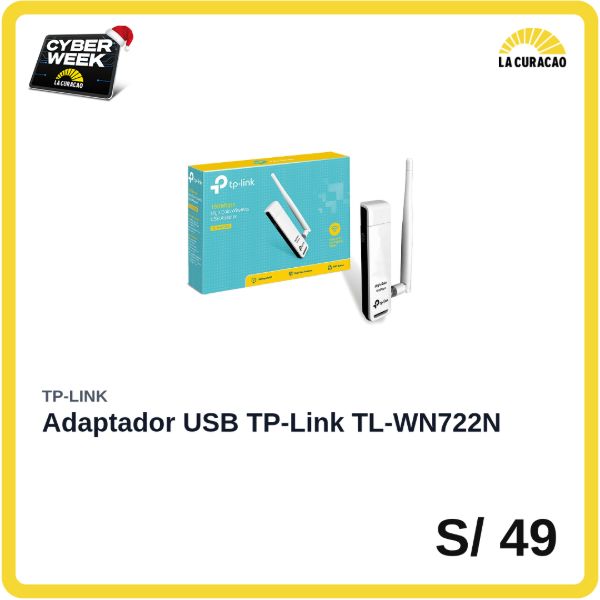 CYBER
WEEK
LA CURACAO
LA CURACAO
tp-link
TP-LINK
Adaptador USB TP-Link TL-WN722N
S/ 49